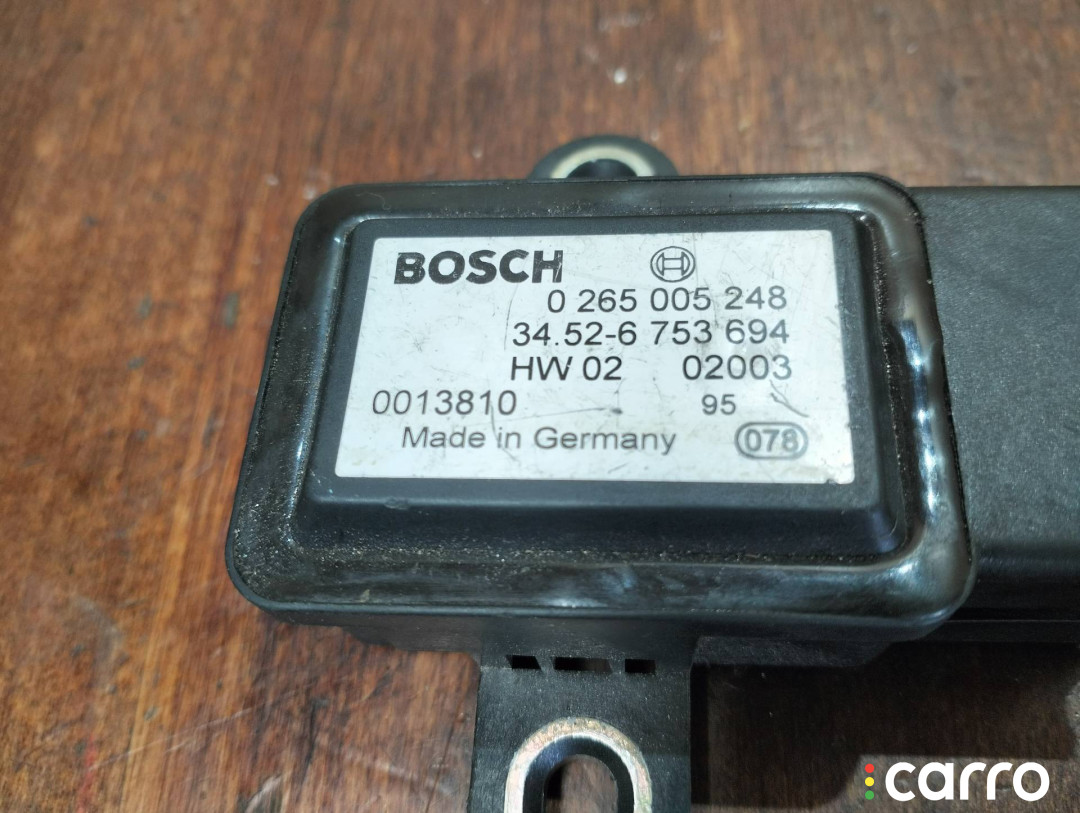 BOSCH
0 265 005 248
34.52-6 753 694
HW 02 02003
0013810 95
Made in Germany 078
carro